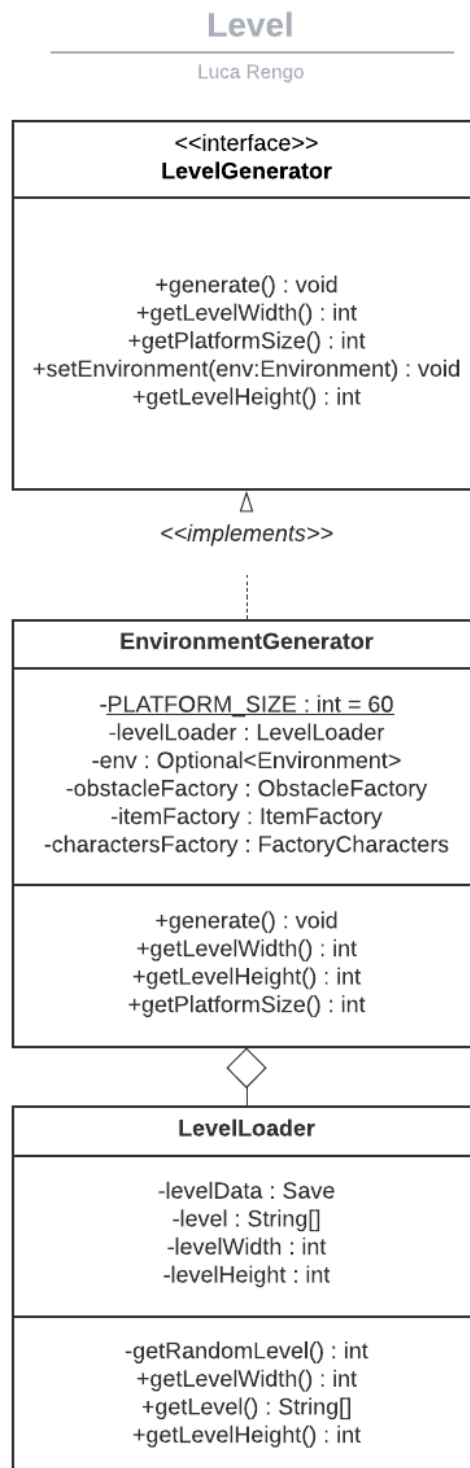 Level
Luca Rengo
<<interface>>
LevelGenerator
+generate() : void
+getLevelWidth() : int
+getPlatformSize() : int
+setEnvironment(env:Environment) : void
+getLevelHeight() : int
<<implements>>
EnvironmentGenerator
-PLATFORM_SIZE : int = 60
-levelLoader : LevelLoader
-env : Optional<Environment>
-obstacleFactory : ObstacleFactory
-itemFactory : ItemFactory
-charactersFactory : FactoryCharacters
+generate() : void
+getLevelWidth() : int
+getLevelHeight() : int
+getPlatformSize() : int
LevelLoader
-levelData : Save
-level : String[]
-levelWidth : int
-levelHeight : int
-getRandomLevel() : int
+getLevelWidth() : int
+getLevel() : String[]
+getLevelHeight() : int